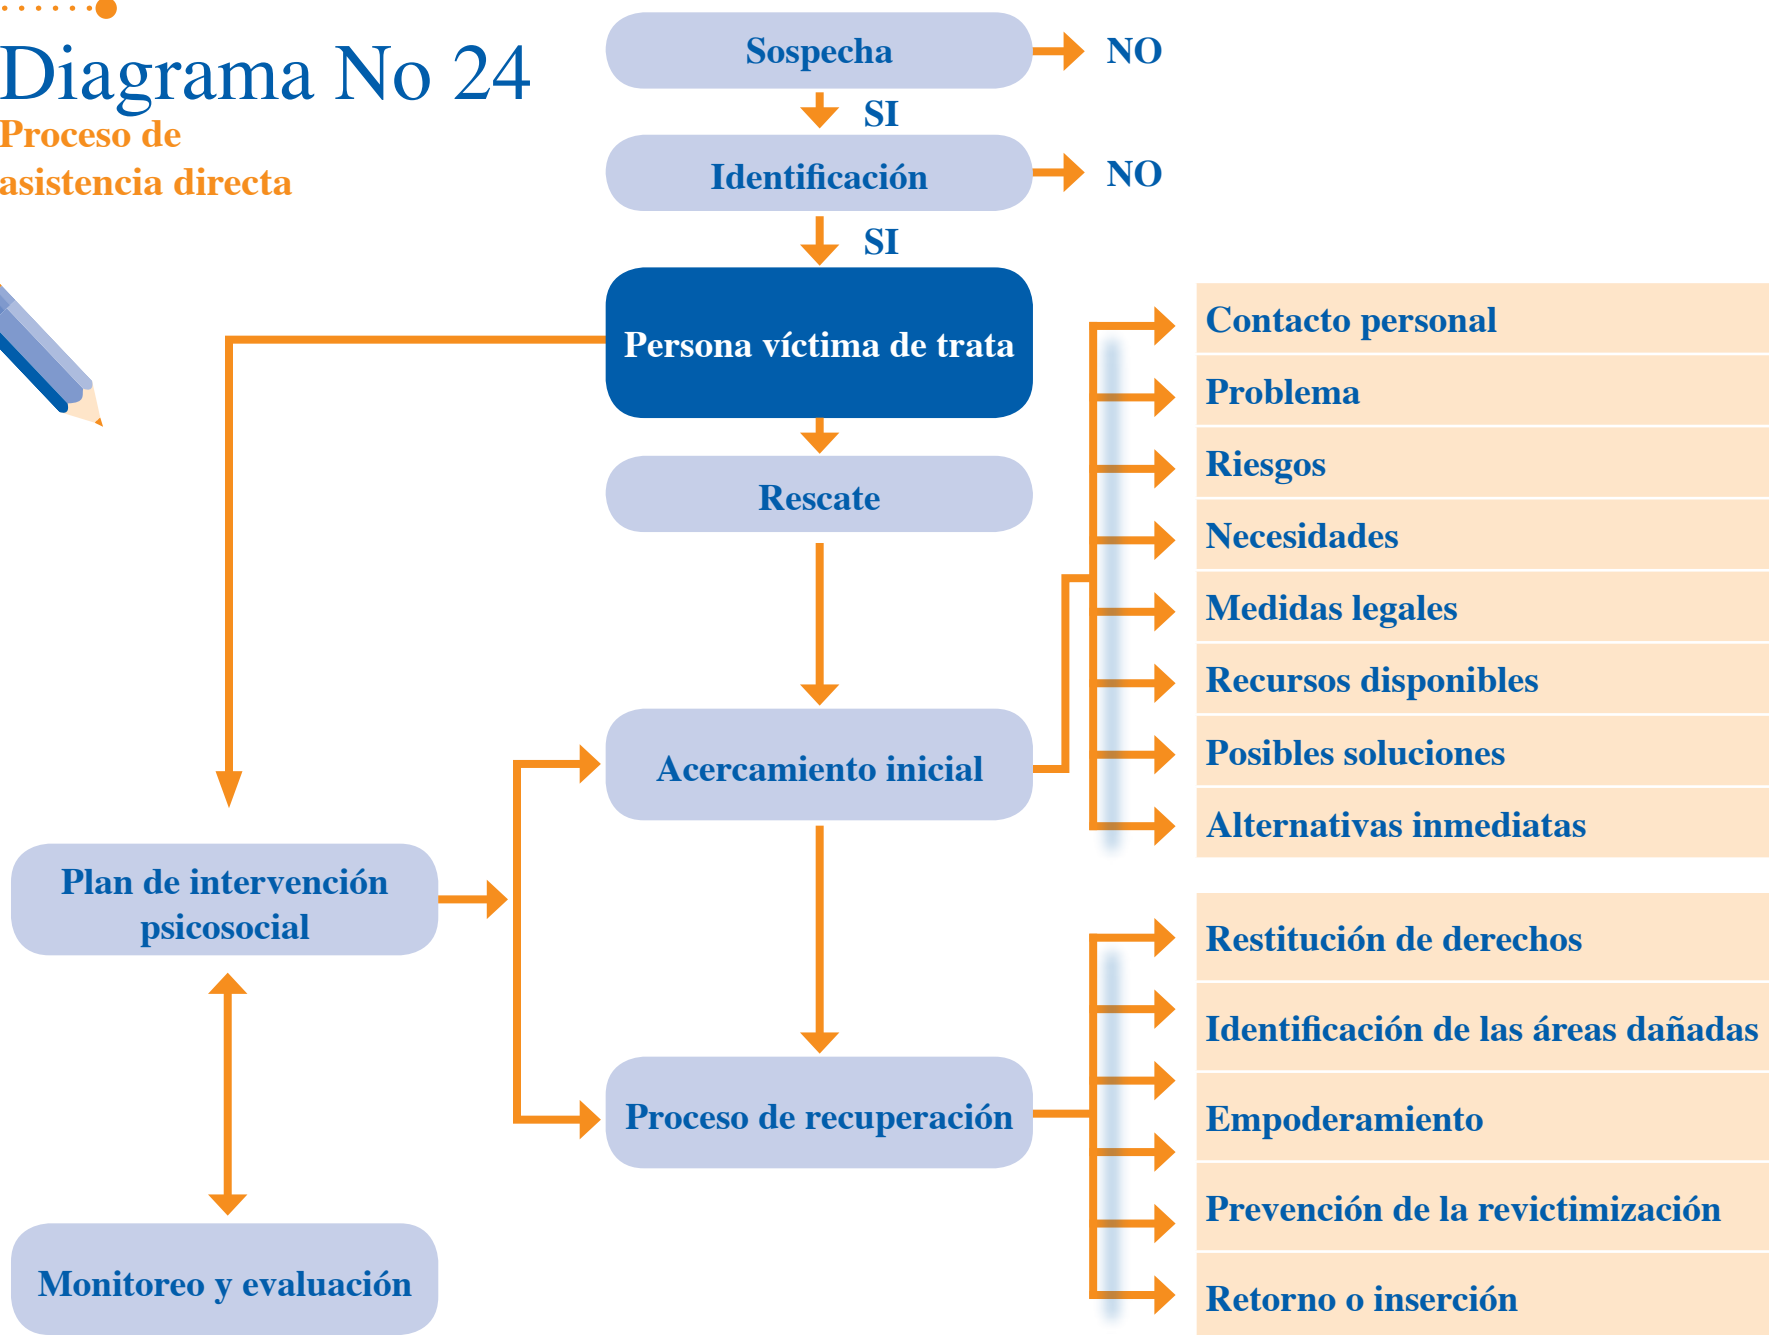 Diagrama No 24
Proceso de
asistencia directa
Sospecha
NO
SI
Identificación
NO
SI
Persona víctima de trata
Rescate
Acercamiento inicial
Contacto personal
Problema
Riesgos
Necesidades
Medidas legales
Recursos disponibles
Posibles soluciones
Alternativas inmediatas
Plan de intervención
psicosocial
Proceso de recuperación
Restitución de derechos
Identificación de las áreas dañadas
Empoderamiento
Prevención de la revictimización
Retorno o inserción
Monitoreo y evaluación